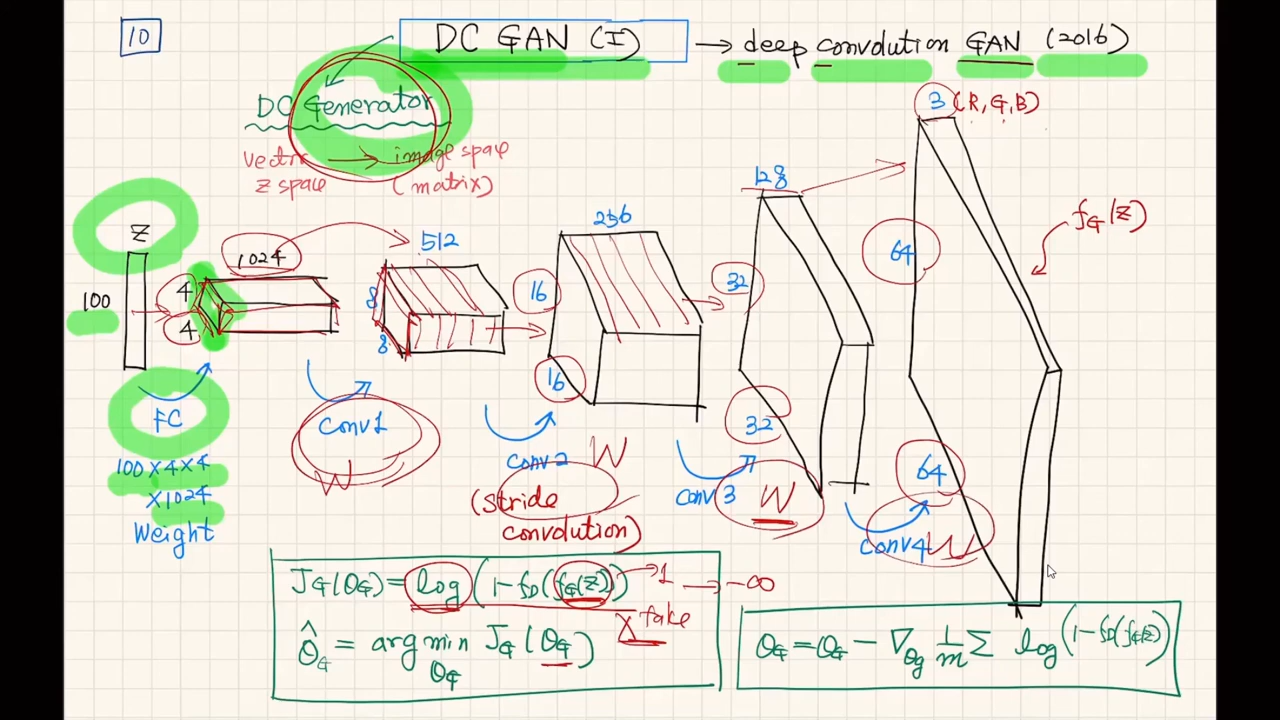 10
DC GAN (I) → deep convolution GAN (2016)
DC Generator
vector → image space
z space (matrix)
3 (R, G, B)
128
fG(z)
Z
1024
512
256
100
4
4
8
8
16
16
32
32
64
64
FC
100×4×4
×1024
Weight
Conv1
W
Conv2 W
(stride
convolution)
Conv3 W
Conv4 W
JG(θG) = log(1-fD(fG(z))) → 1 → -∞
X fake
θ̂G = argmin JG(θG)
θG
θG = θG - ∇θg 1/m Σ log(1-fD(fG(z))